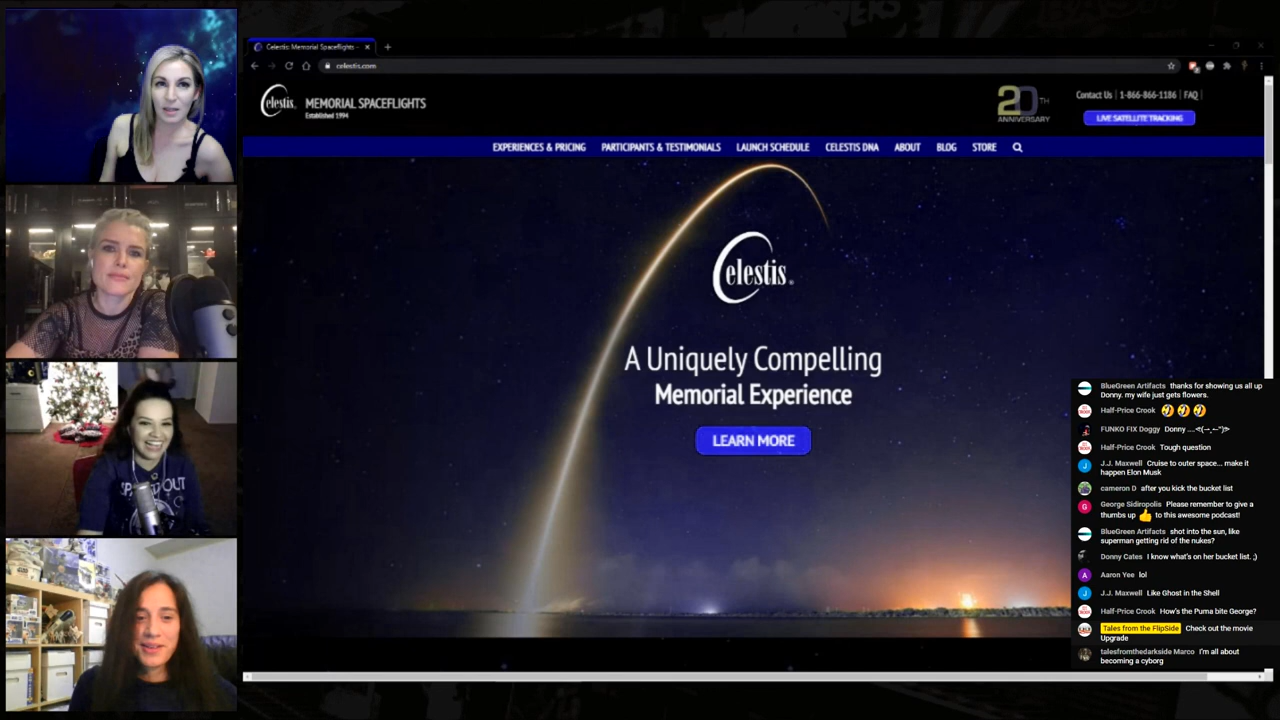 Celestis: Memorial Spaceflights -
celestis.com
Celestis®
MEMORIAL SPACEFLIGHTS
Established 1994
20TH
ANNIVERSARY
Contact Us | 1-866-866-1186 | FAQ |
LIVE SATELLITE TRACKING
EXPERIENCES & PRICING PARTICIPANTS & TESTIMONIALS LAUNCH SCHEDULE CELESTIS DNA ABOUT BLOG STORE
Celestis®
A Uniquely Compelling
Memorial Experience
LEARN MORE
BlueGreen Artifacts thanks for showing us all up
Donny. my wife just gets flowers.
Half-Price Crook 🤣🤣🤣
FUNKO FIX Doggy Donny ....
Half-Price Crook Tough question
J.J. Maxwell Cruise to outer space... make it
happen Elon Musk
cameron D after you kick the bucket list
George Sidiropolis Please remember to give a
thumbs up 👍 to this awesome podcast!
BlueGreen Artifacts shot into the sun, like
superman getting rid of the nukes?
Donny Cates I know what's on her bucket list. ;)
Aaron Yee lol
J.J. Maxwell Like Ghost in the Shell
Half-Price Crook How's the Puma bite George?
Tales from the FlipSide Check out the movie
Upgrade
talesfromthedarkside Marco I'm all about
becoming a cyborg